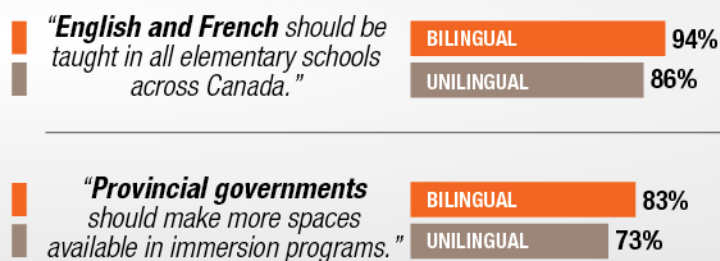 “English and French should be
taught in all elementary schools
across Canada.”
BILINGUAL 94%
UNILINGUAL 86%
“Provincial governments
should make more spaces
available in immersion programs.”
BILINGUAL 83%
UNILINGUAL 73%